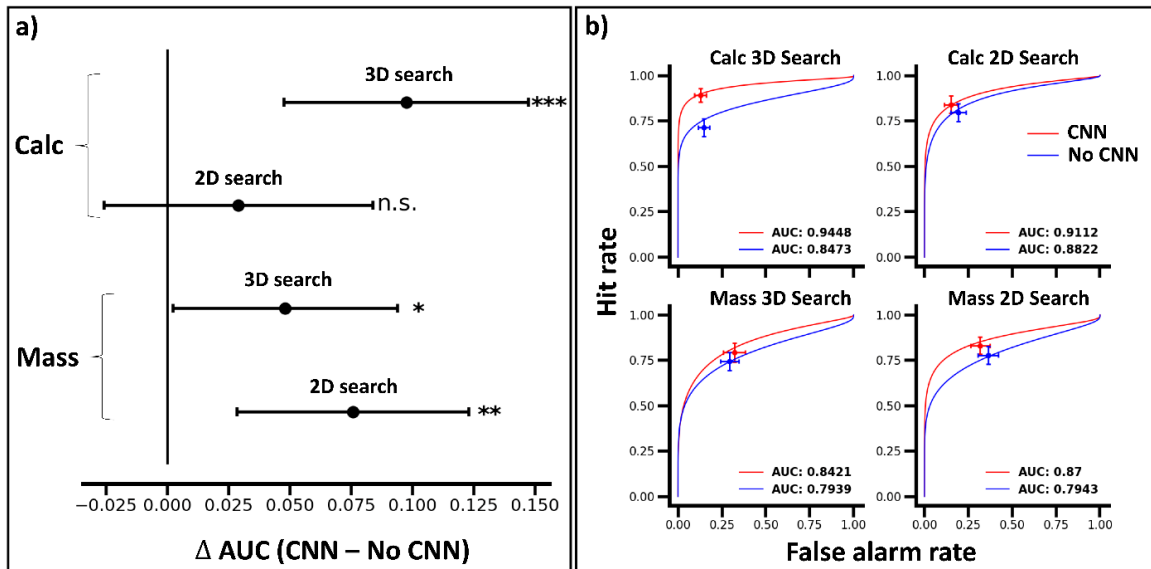 a)
3D search
***
Calc
2D search
n.s.
3D search
*
Mass
2D search
**
−0.025 0.000 0.025 0.050 0.075 0.100 0.125 0.150
Δ AUC (CNN – No CNN)
b)
Calc 3D Search
1.00
0.75
0.50
0.25
0.00
AUC: 0.9448
AUC: 0.8473
Calc 2D Search
1.00
0.75
0.50
0.25
0.00
CNN
No CNN
AUC: 0.9112
AUC: 0.8822
Hit rate
Mass 3D Search
1.00
0.75
0.50
0.25
0.00
AUC: 0.8421
AUC: 0.7939
0.00 0.25 0.50 0.75 1.00
Mass 2D Search
1.00
0.75
0.50
0.25
0.00
AUC: 0.87
AUC: 0.7943
0.00 0.25 0.50 0.75 1.00
False alarm rate